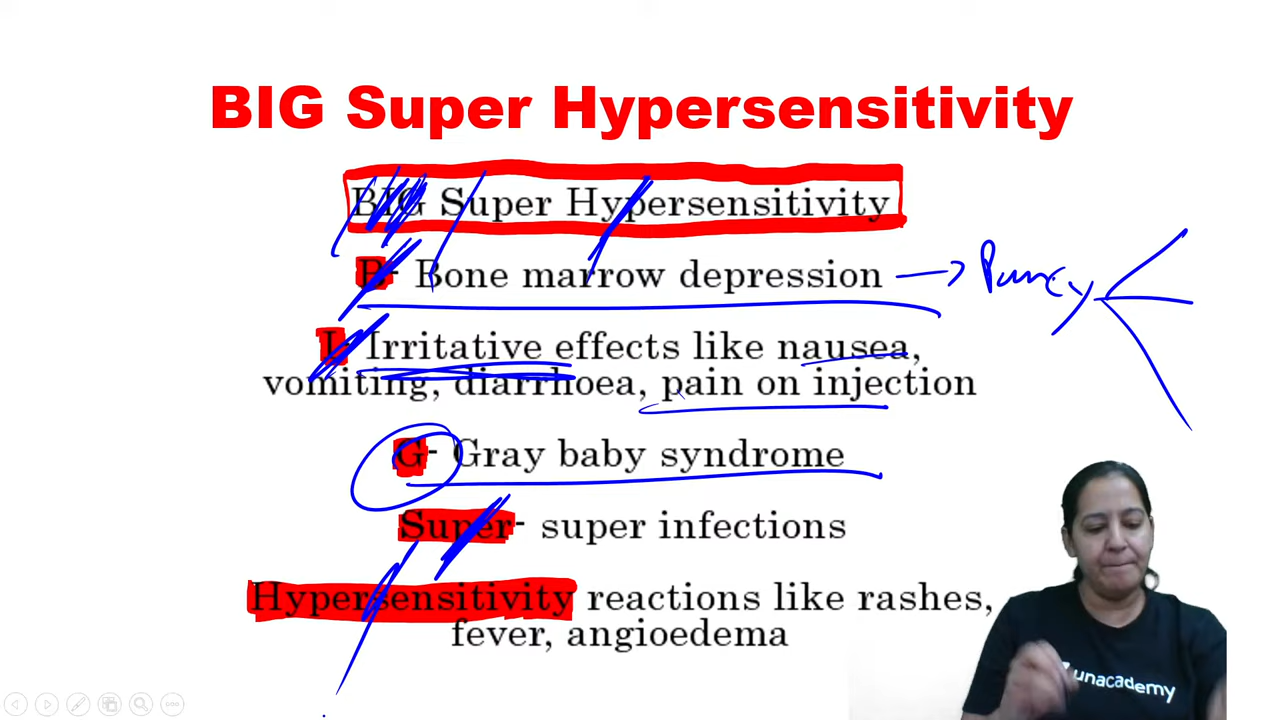 BIG Super Hypersensitivity
BIG Super Hypersensitivity
B- Bone marrow depression
I- Irritative effects like nausea,
vomiting, diarrhoea, pain on injection
G- Gray baby syndrome
Super- super infections
Hypersensitivity reactions like rashes,
fever, angioedema
unacademy